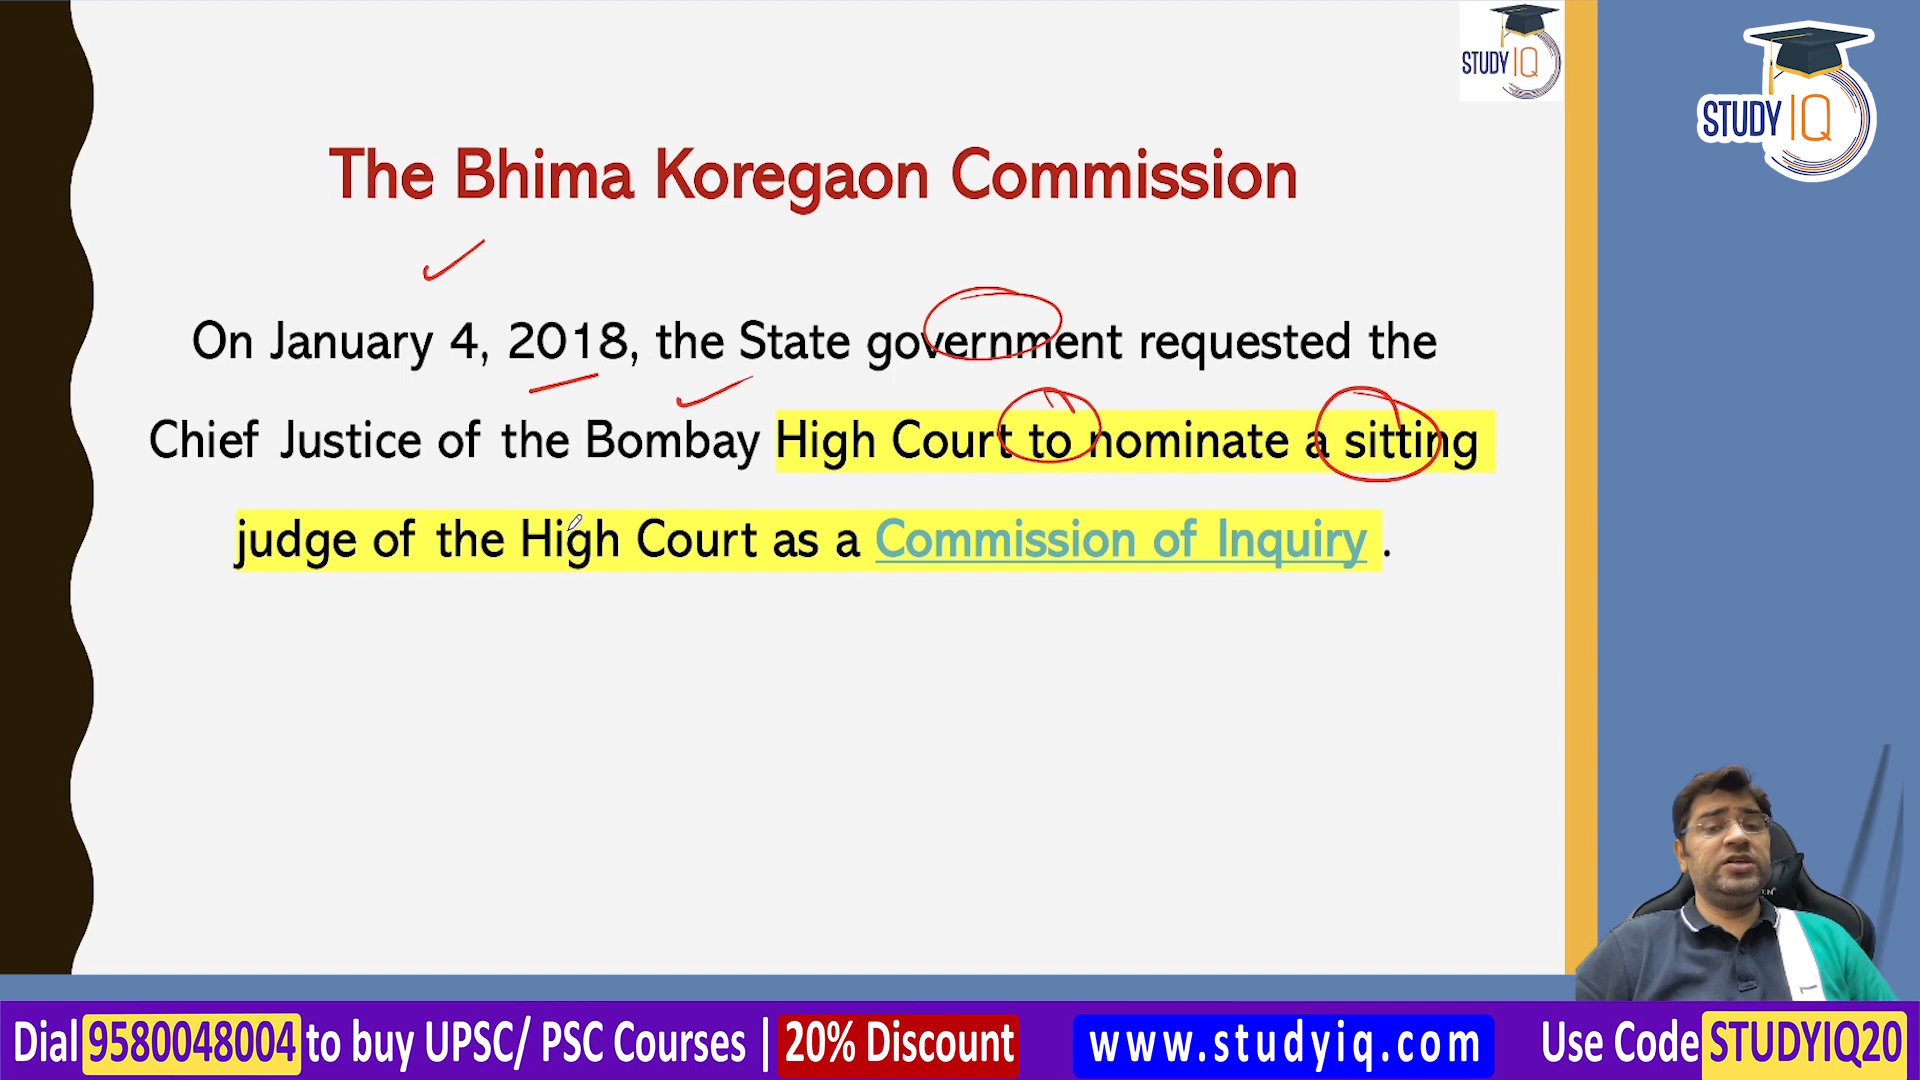 STUDY IQ
STUDY IQ
The Bhima Koregaon Commission
On January 4, 2018, the State government requested the
Chief Justice of the Bombay High Court to nominate a sitting
judge of the High Court as a Commission of Inquiry .
Dial 9580048004 to buy UPSC/ PSC Courses | 20% Discount www.studyiq.com Use Code STUDYIQ20